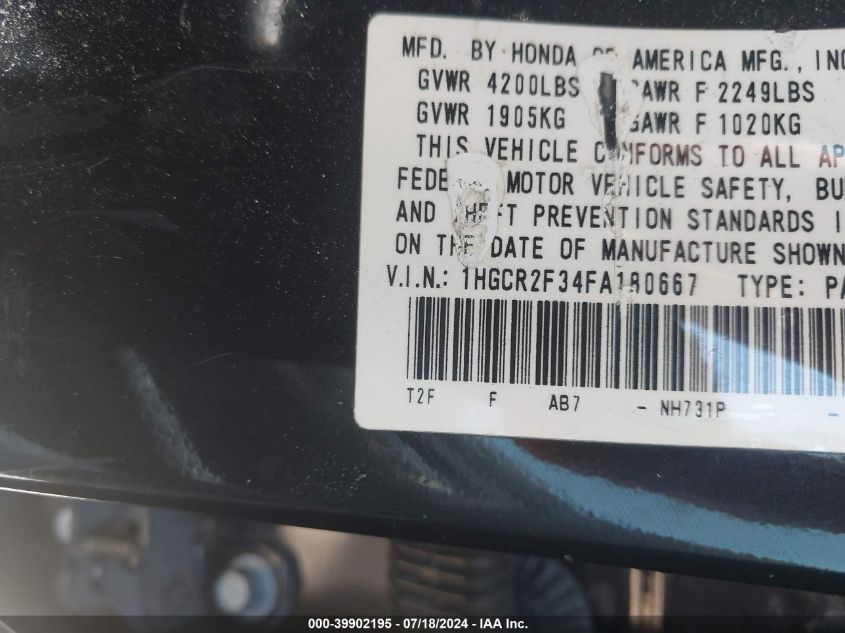 MFD. BY HONDA OF AMERICA MFG., INC
GVWR 4200LBS GAWR F 2249LBS
GVWR 1905KG GAWR F 1020KG
THIS VEHICLE CONFORMS TO ALL AP
FEDE MOTOR VEHICLE SAFETY, BU
AND THEFT PREVENTION STANDARDS I
ON THE DATE OF MANUFACTURE SHOWN
V.I.N.: 1HGCR2F34FA180667 TYPE: PA
T2F F AB7 - NH731P -
000-39902195 - 07/18/2024 - IAA Inc.